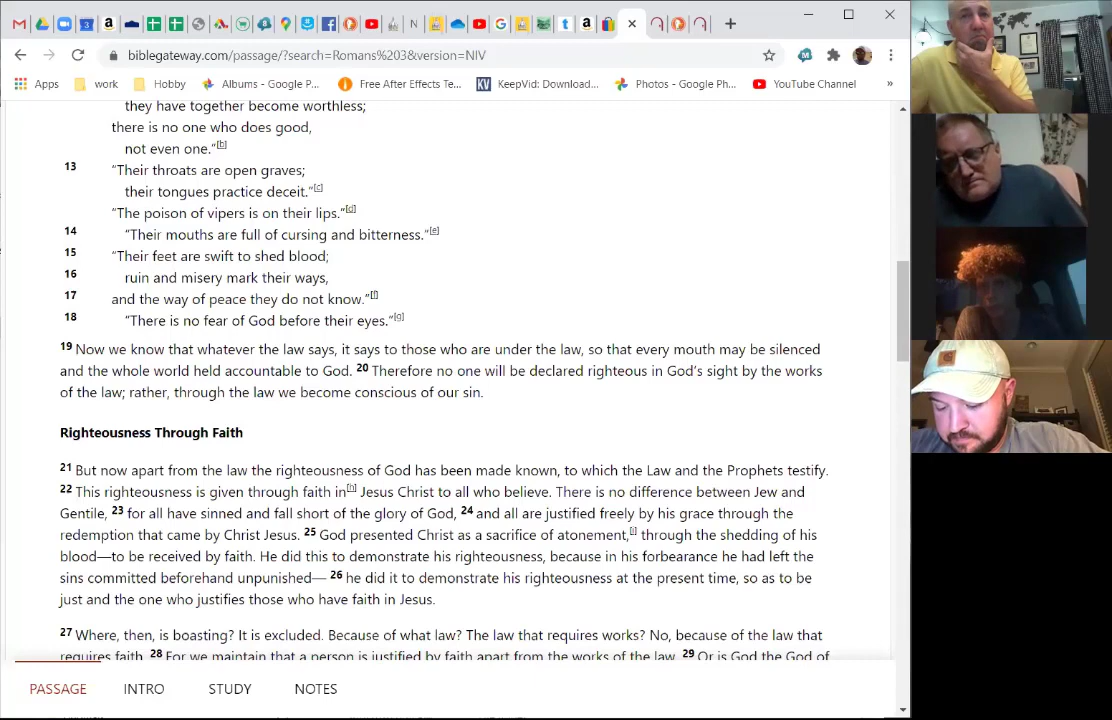 biblegateway.com/passage/?search=Romans%203&version=NIV
Apps work Hobby Albums - Google P... Free After Effects Te... KeepVid: Download... Photos - Google Ph... YouTube Channel »
they have together become worthless;
there is no one who does good,
not even one.”[b]
13 “Their throats are open graves;
their tongues practice deceit.”[c]
“The poison of vipers is on their lips.”[d]
14 “Their mouths are full of cursing and bitterness.”[e]
15 “Their feet are swift to shed blood;
16 ruin and misery mark their ways,
17 and the way of peace they do not know.”[f]
18 “There is no fear of God before their eyes.”[g]
19 Now we know that whatever the law says, it says to those who are under the law, so that every mouth may be silenced
and the whole world held accountable to God. 20 Therefore no one will be declared righteous in God’s sight by the works
of the law; rather, through the law we become conscious of our sin.
Righteousness Through Faith
21 But now apart from the law the righteousness of God has been made known, to which the Law and the Prophets testify.
22 This righteousness is given through faith in[h] Jesus Christ to all who believe. There is no difference between Jew and
Gentile, 23 for all have sinned and fall short of the glory of God, 24 and all are justified freely by his grace through the
redemption that came by Christ Jesus. 25 God presented Christ as a sacrifice of atonement,[i] through the shedding of his
blood—to be received by faith. He did this to demonstrate his righteousness, because in his forbearance he had left the
sins committed beforehand unpunished— 26 he did it to demonstrate his righteousness at the present time, so as to be
just and the one who justifies those who have faith in Jesus.
27 Where, then, is boasting? It is excluded. Because of what law? The law that requires works? No, because of the law that
requires faith. 28 For we maintain that a person is justified by faith apart from the works of the law. 29 Or is God the God of
PASSAGE INTRO STUDY NOTES